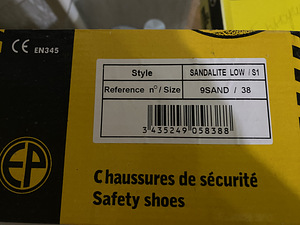 CE EN345
Style SANDALITE LOW / S1
Reference n°/ Size 9SAND / 38
3 435249 058388
EP
Chaussures de sécurité
Safety shoes